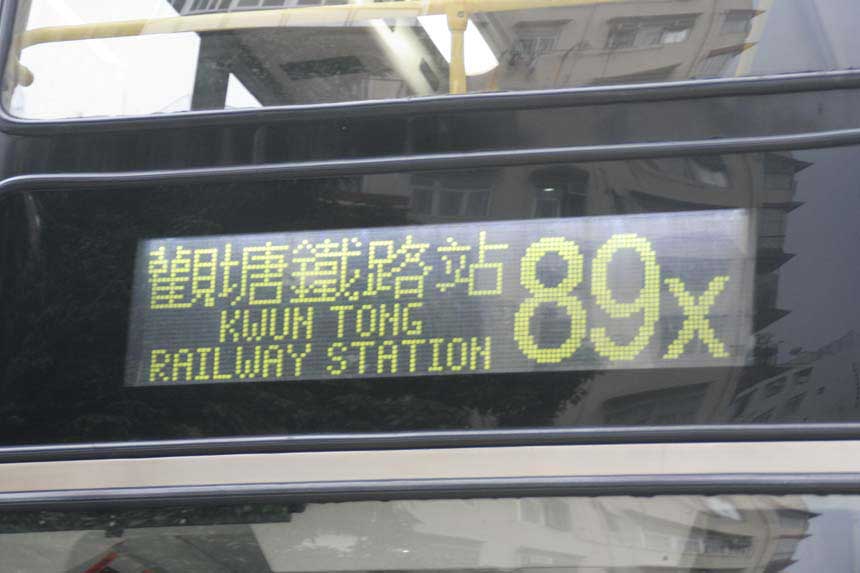 觀塘鐵路站
KWUN TONG
RAILWAY STATION
89x